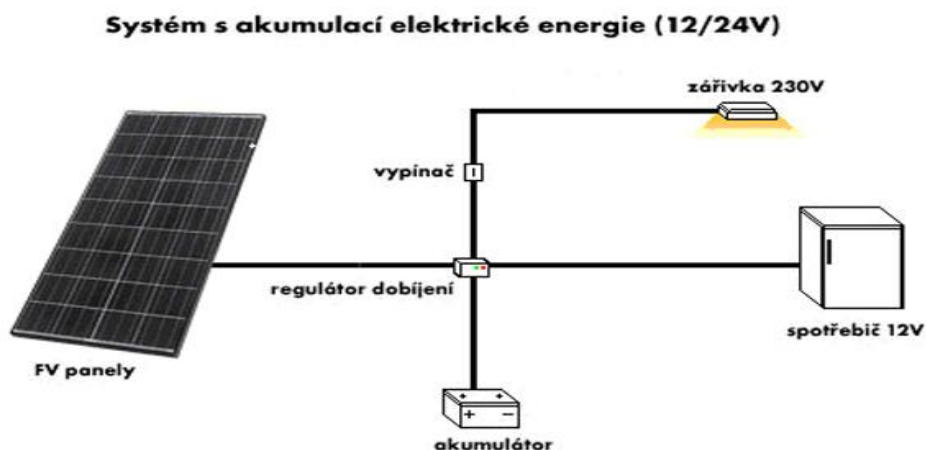 Systém s akumulací elektrické energie (12/24V)
zářivka 230V
vypínač
regulátor dobíjení
spotřebič 12V
FV panely
akumulátor